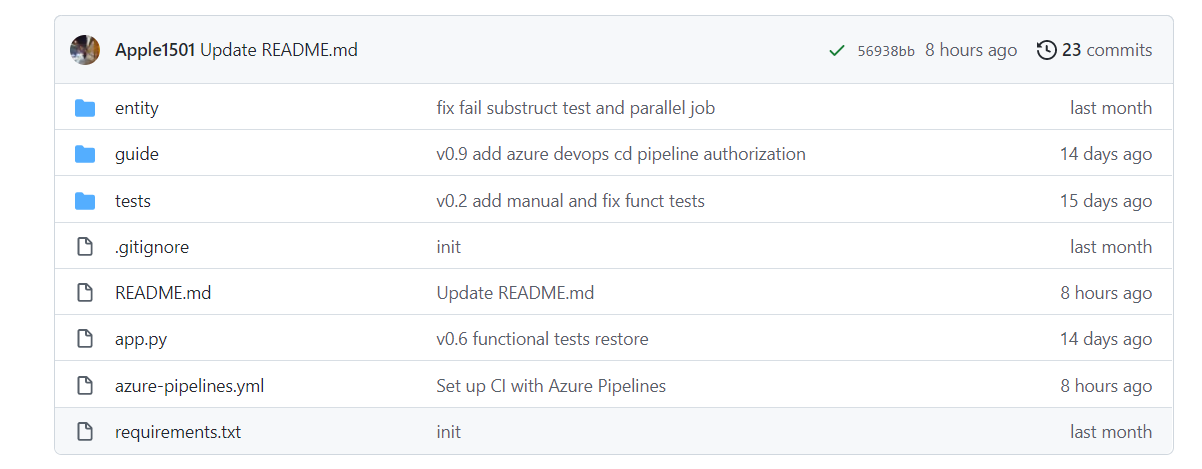 Apple1501 Update README.md 56938bb 8 hours ago 23 commits
entity fix fail substruct test and parallel job last month
guide v0.9 add azure devops cd pipeline authorization 14 days ago
tests v0.2 add manual and fix funct tests 15 days ago
.gitignore init last month
README.md Update README.md 8 hours ago
app.py v0.6 functional tests restore 14 days ago
azure-pipelines.yml Set up CI with Azure Pipelines 8 hours ago
requirements.txt init last month